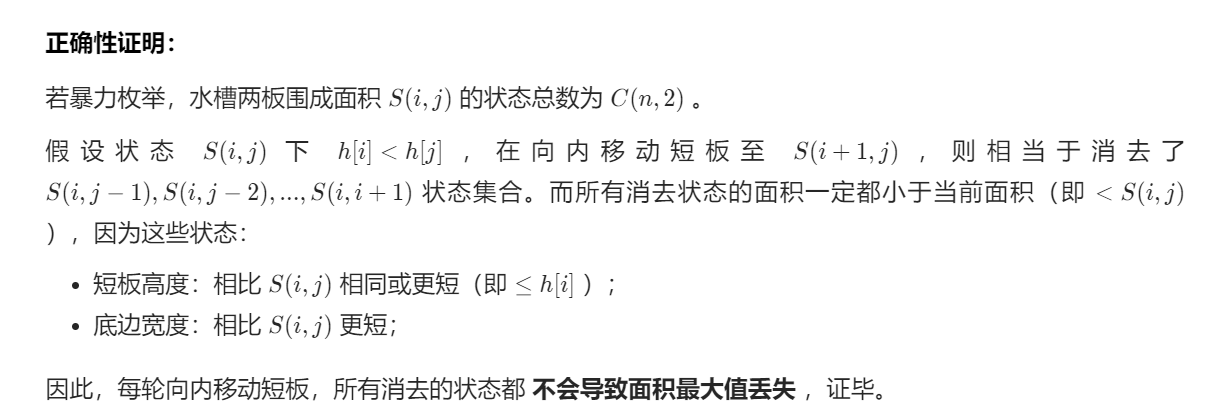 正确性证明：
若暴力枚举，水槽两板围成面积 S(i, j) 的状态总数为 C(n, 2) 。
假设状态 S(i, j) 下 h[i] < h[j] ，在向内移动短板至 S(i + 1, j) ，则相当于消去了
S(i, j − 1), S(i, j − 2), ..., S(i, i + 1) 状态集合。而所有消去状态的面积一定都小于当前面积（即 < S(i, j)
），因为这些状态：
• 短板高度：相比 S(i, j) 相同或更短（即 ≤ h[i] ）；
• 底边宽度：相比 S(i, j) 更短；
因此，每轮向内移动短板，所有消去的状态都 不会导致面积最大值丢失 ，证毕。